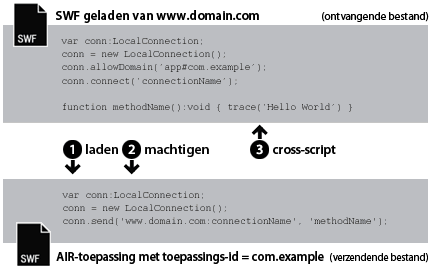 SWF
SWF geladen van www.domain.com
(ontvangende bestand)
var conn:LocalConnection;
conn = new LocalConnection();
conn.allowDomain('app#com.example');
conn.connect('connectionName');
function methodName():void { trace('Hello World') }
1 laden 2 machtigen 3 cross-script
var conn:LocalConnection;
conn = new LocalConnection();
conn.send('www.domain.com:connectionName', 'methodName');
SWF
AIR-toepassing met toepassings-id = com.example (verzendende bestand)